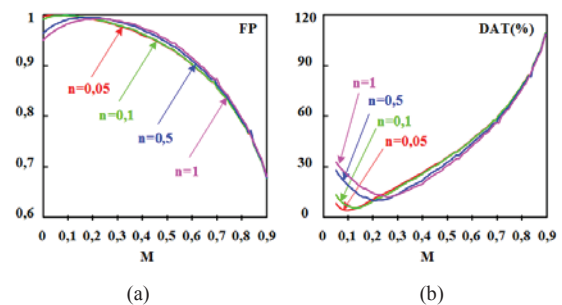 FP
1
0,9
0,8
0,7
0,6
n=0,05
n=0,1
n=0,5
n=1
0 0,1 0,2 0,3 0,4 0,5 0,6 0,7 0,8 0,9
M
(a)
DAT(%)
120
90
60
30
0
n=1
n=0,5
n=0,1
n=0,05
0 0,1 0,2 0,3 0,4 0,5 0,6 0,7 0,8 0,9
M
(b)